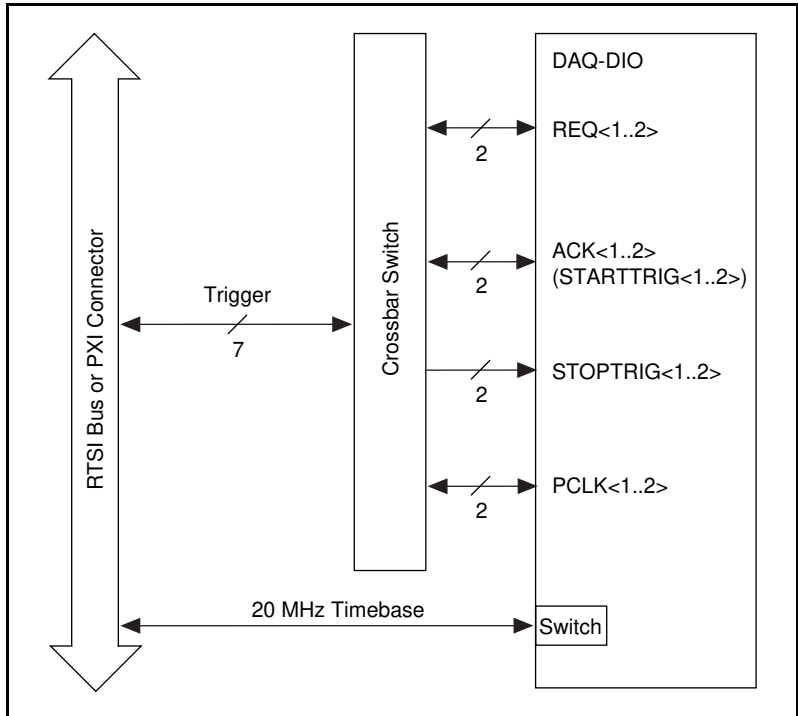 DAQ-DIO
REQ<1..2>
2
ACK<1..2>
(STARTTRIG<1..2>)
2
Trigger
7
STOPTRIG<1..2>
2
PCLK<1..2>
2
RTSI Bus or PXI Connector
Crossbar Switch
20 MHz Timebase
Switch